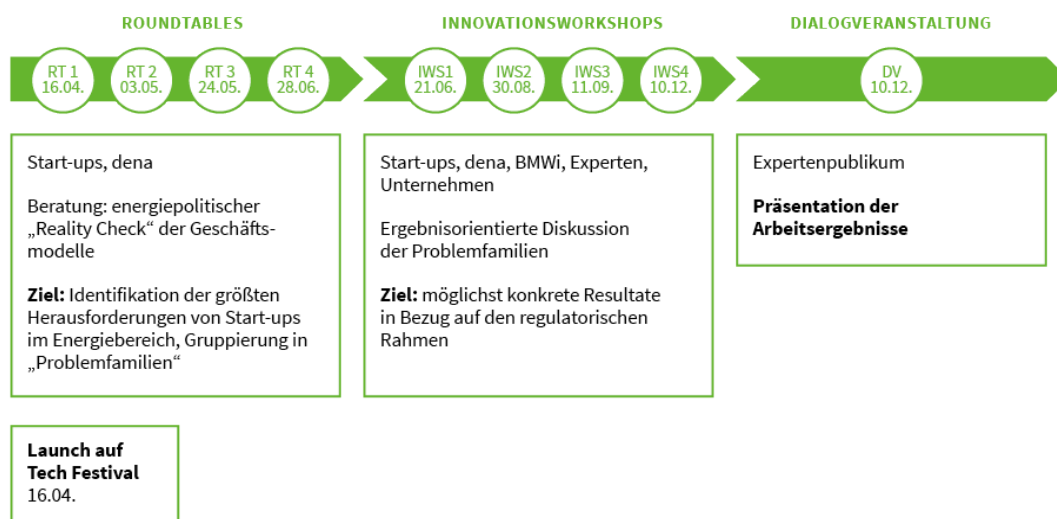 ROUNDTABLES
RT 1
16.04.
RT 2
03.05.
RT 3
24.05.
RT 4
28.06.
Start-ups, dena
Beratung: energiepolitischer
„Reality Check“ der Geschäfts-
modelle
Ziel: Identifikation der größten
Herausforderungen von Start-ups
im Energiebereich, Gruppierung in
„Problemfamilien“
Launch auf
Tech Festival
16.04.
INNOVATIONSWORKSHOPS
IWS1
21.06.
IWS2
30.08.
IWS3
11.09.
IWS4
10.12.
Start-ups, dena, BMWi, Experten,
Unternehmen
Ergebnisorientierte Diskussion
der Problemfamilien
Ziel: möglichst konkrete Resultate
in Bezug auf den regulatorischen
Rahmen
DIALOGVERANSTALTUNG
DV
10.12.
Expertenpublikum
Präsentation der
Arbeitsergebnisse